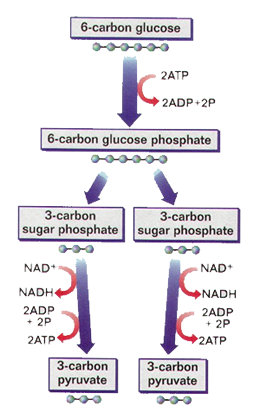 6-carbon glucose
2ATP
2ADP+2P
6-carbon glucose phosphate
3-carbon
sugar phosphate
3-carbon
sugar phosphate
NAD+
NADH
2ADP
+ 2P
2ATP
NAD+
NADH
2ADP
+ 2P
2ATP
3-carbon
pyruvate
3-carbon
pyruvate